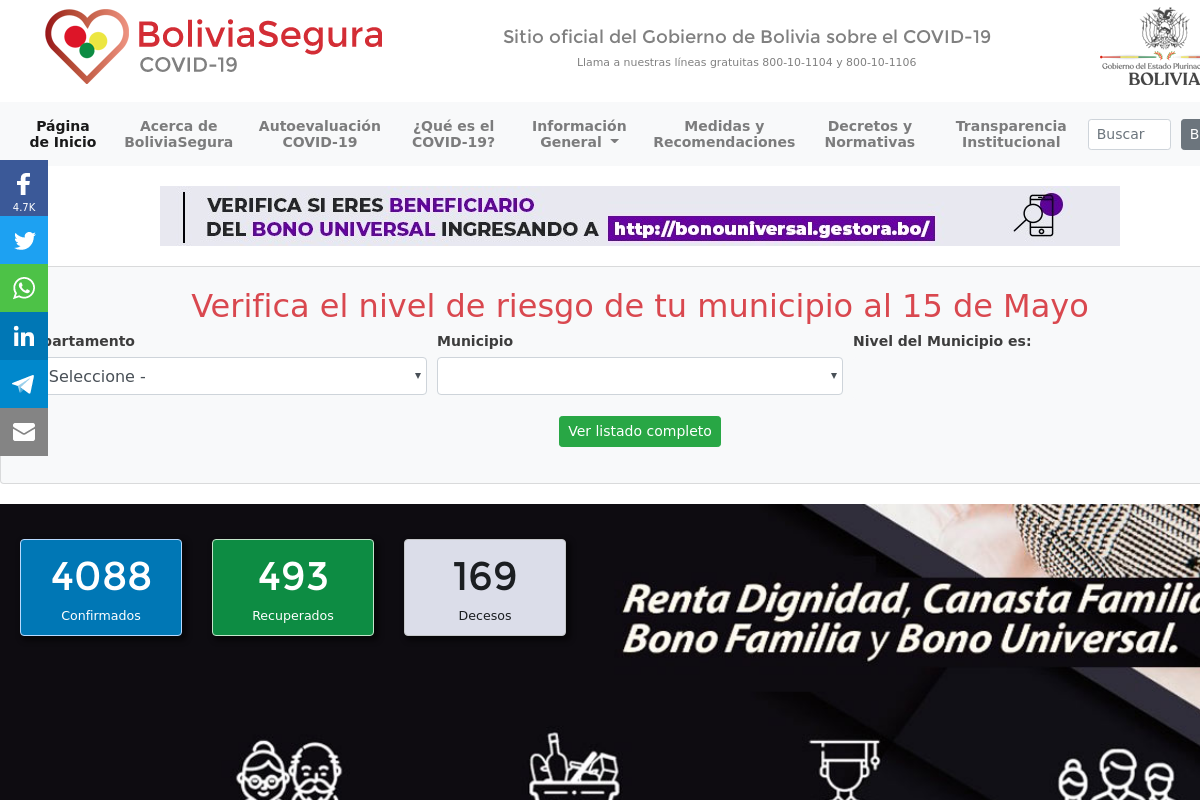 BoliviaSegura
COVID-19
Sitio oficial del Gobierno de Bolivia sobre el COVID-19
Llama a nuestras líneas gratuitas 800-10-1104 y 800-10-1106
Gobierno del Estado Plurinac
BOLIVIA
Página
de Inicio
Acerca de
BoliviaSegura
Autoevaluación
COVID-19
¿Qué es el
COVID-19?
Información
General
Medidas y
Recomendaciones
Decretos y
Normativas
Transparencia
Institucional
Buscar
B
4.7K
VERIFICA SI ERES BENEFICIARIO
DEL BONO UNIVERSAL INGRESANDO A http://bonouniversal.gestora.bo/
Verifica el nivel de riesgo de tu municipio al 15 de Mayo
partamento
Municipio
Nivel del Municipio es:
Seleccione -
Ver listado completo
4088
Confirmados
493
Recuperados
169
Decesos
Renta Dignidad, Canasta Familia
Bono Familia y Bono Universal.